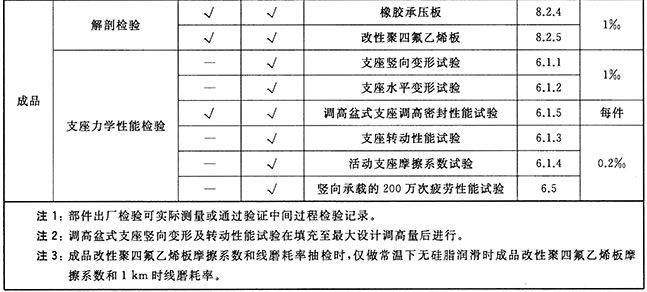 成品 解剖检验 √ √ 橡胶承压板 8.2.4 1‰
√ √ 改性聚四氟乙烯板 8.2.5
支座力学性能检验 — √ 支座竖向变形试验 6.1.1 1‰
— √ 支座水平变形试验 6.1.2
√ √ 调高盆式支座调高密封性能试验 6.1.5 每件
— √ 支座转动性能试验 6.1.3 0.2‰
— √ 活动支座摩擦系数试验 6.1.4
— √ 竖向承载的200万次疲劳性能试验 6.5
注1：部件出厂检验可实际测量或通过验证中间过程检验记录。
注2：调高盆式支座竖向变形及转动性能试验在填充至最大设计调高量后进行。
注3：成品改性聚四氟乙烯板摩擦系数和线磨耗率抽检时，仅做常温下无硅脂润滑时成品改性聚四氟乙烯板摩
擦系数和1 km时线磨耗率。